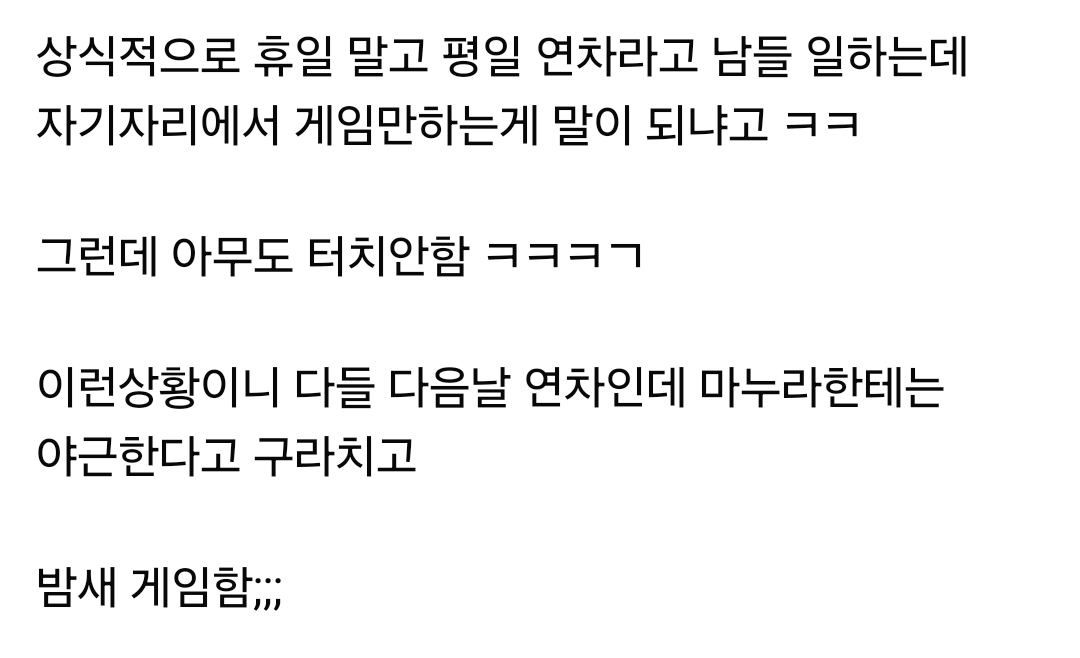 상식적으로 휴일 말고 평일 연차라고 남들 일하는데
자기자리에서 게임만하는게 말이 되냐고 ㅋㅋ
그런데 아무도 터치안함 ㅋㅋㅋㄱ
이런상황이니 다들 다음날 연차인데 마누라한테는
야근한다고 구라치고
밤새 게임함;;;